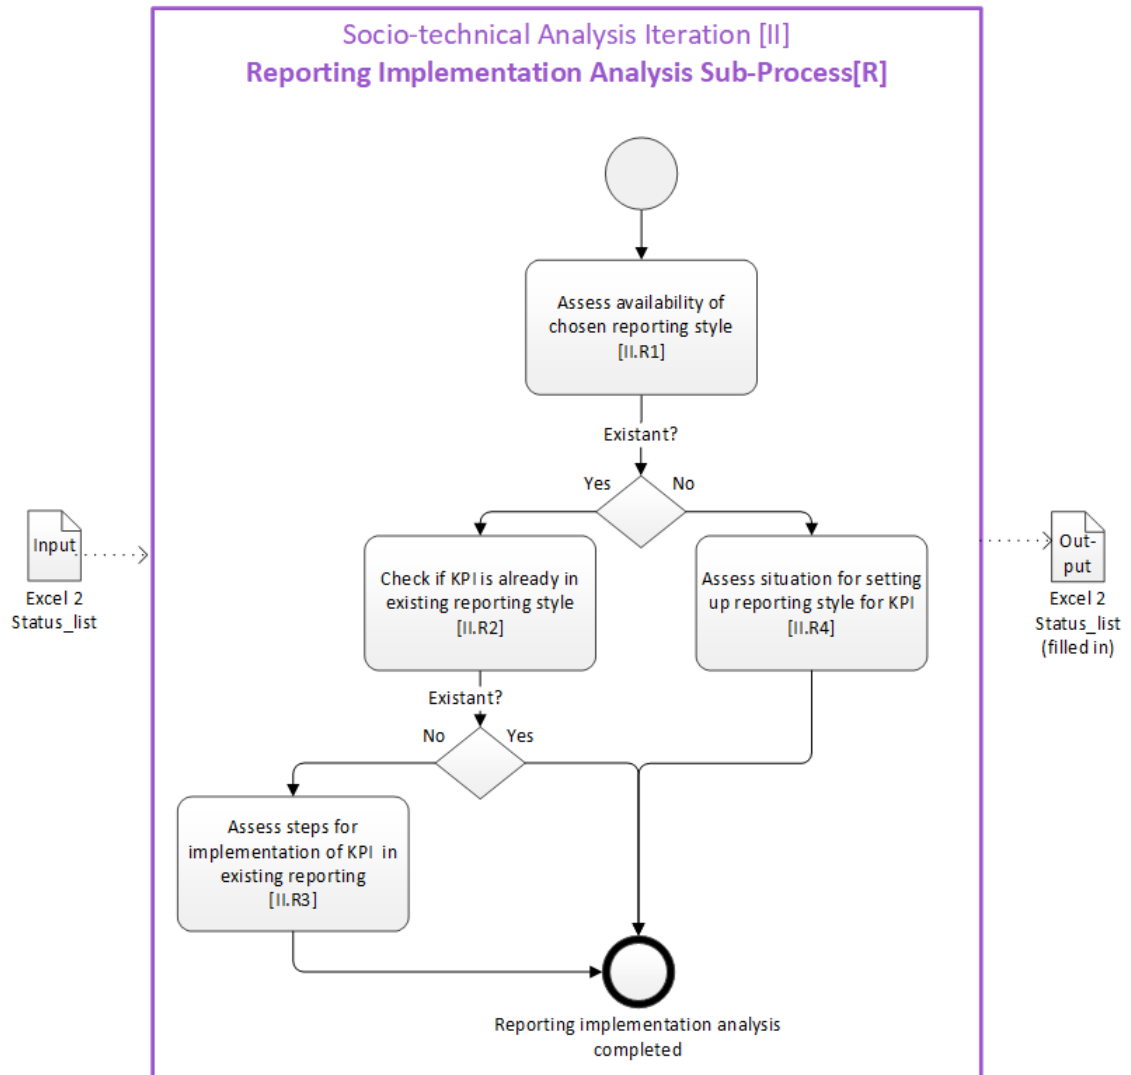 Socio-technical Analysis Iteration [II]
Reporting Implementation Analysis Sub-Process[R]
Assess availability of
chosen reporting style
[II.R1]
Existant?
Yes
No
Input
Excel 2
Status_list
Check if KPI is already in
existing reporting style
[II.R2]
Assess situation for setting
up reporting style for KPI
[II.R4]
Out-
put
Excel 2
Status_list
(filled in)
Existant?
No
Yes
Assess steps for
implementation of KPI in
existing reporting
[II.R3]
Reporting implementation analysis
completed